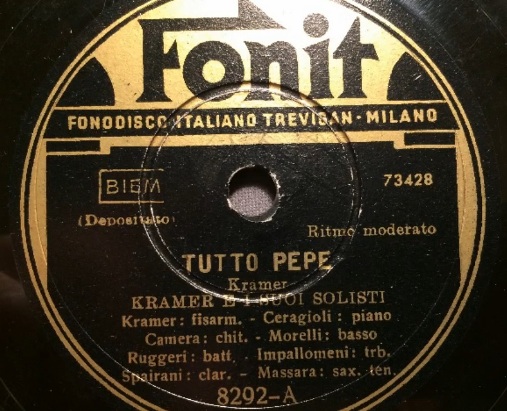 Fonit
FONODISCO ITALIANO TREVISAN - MILANO
BIEM
73428
(Depositato)
Ritmo moderato
TUTTO PEPE
Kramer
KRAMER E I SUOI SOLISTI
Kramer: fisarm. - Ceragioli: piano
Camera: chit. - Morelli: basso
Ruggeri: batt. - Impallomeni: trb.
Spairani: clar. - Massara: sax. ten.
8292-A